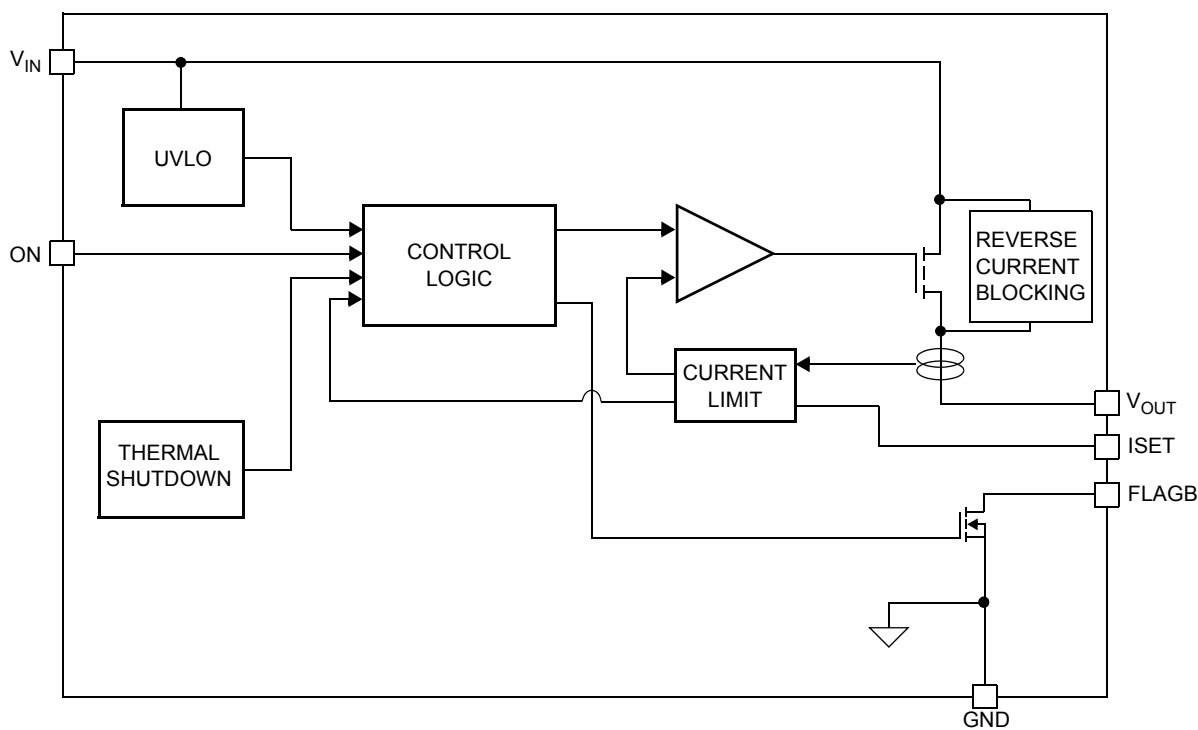 VIN
UVLO
ON
CONTROL
LOGIC
REVERSE
CURRENT
BLOCKING
CURRENT
LIMIT
VOUT
ISET
THERMAL
SHUTDOWN
FLAGB
GND